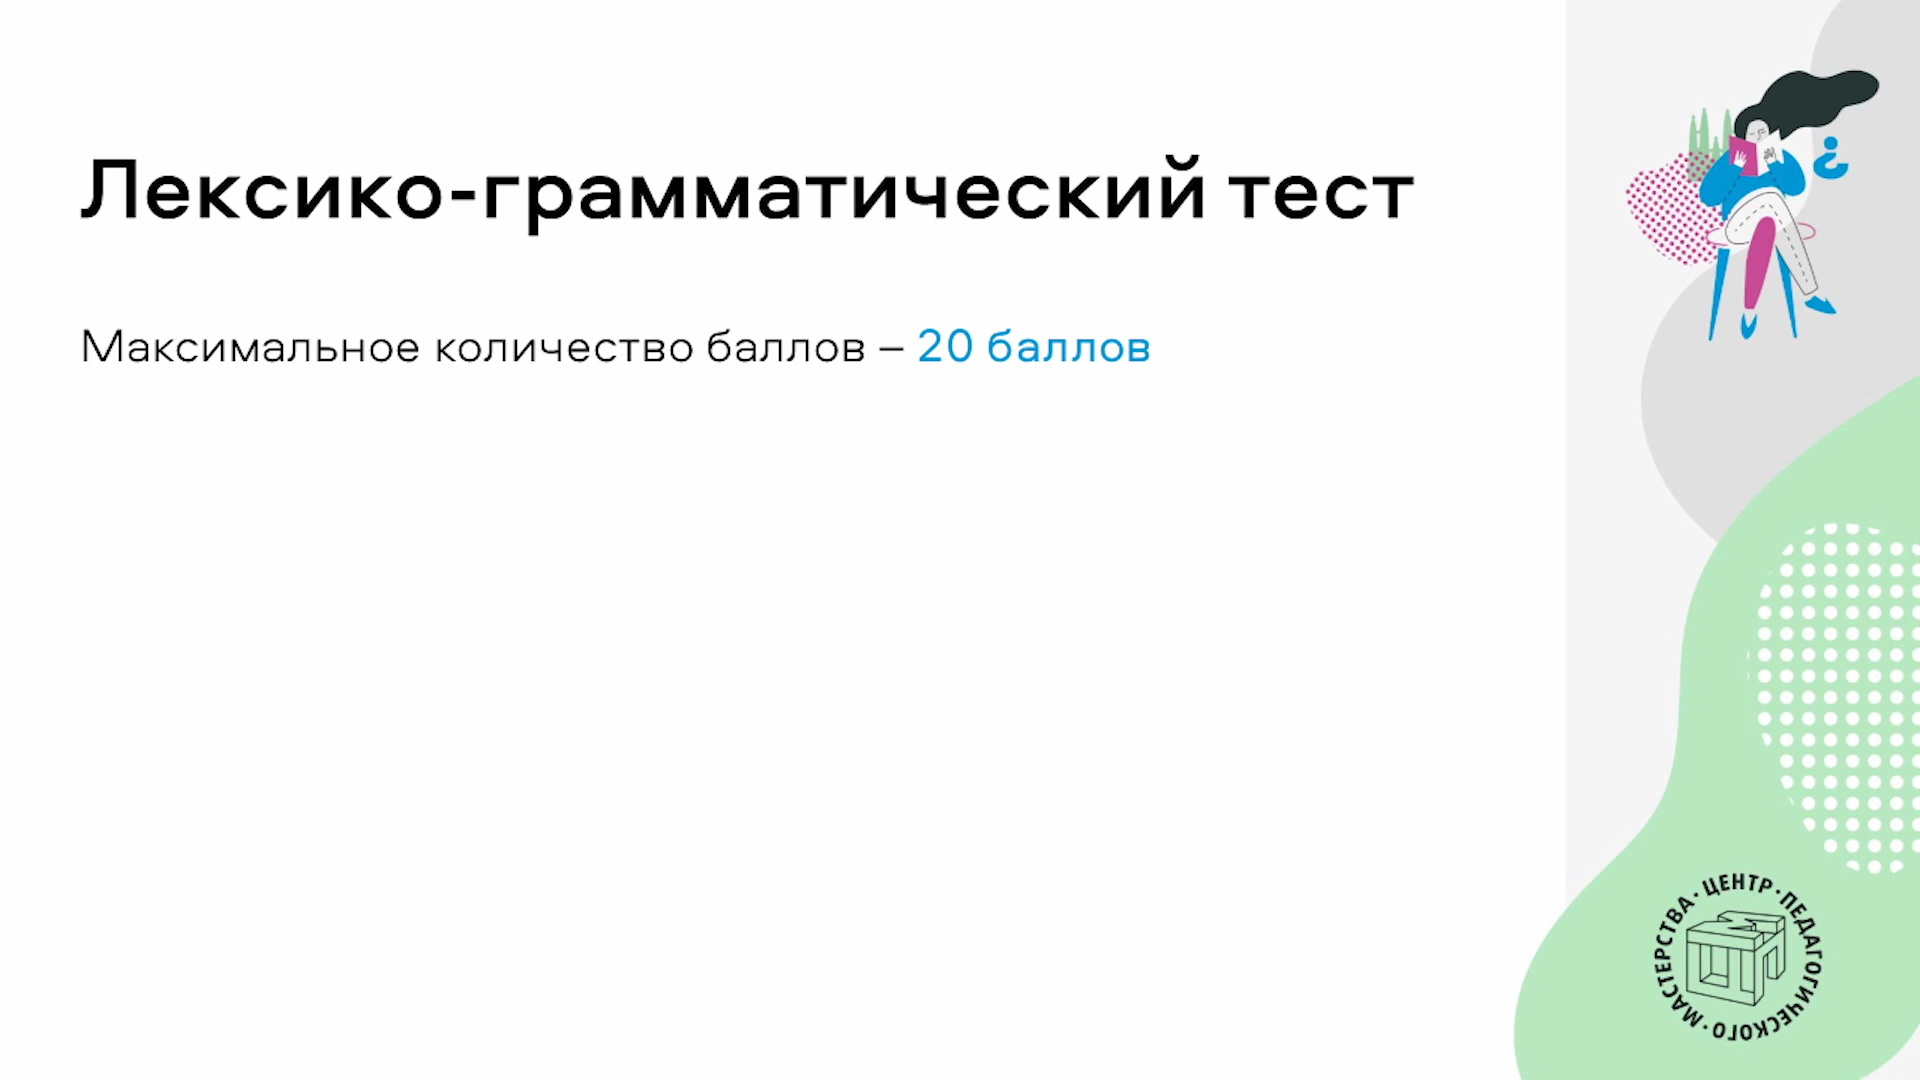 Лексико-грамматический тест
Максимальное количество баллов – 20 баллов
¿
ЦЕНТР · ПЕДАГОГИЧЕСКОГО · МАСТЕРСТВА ·